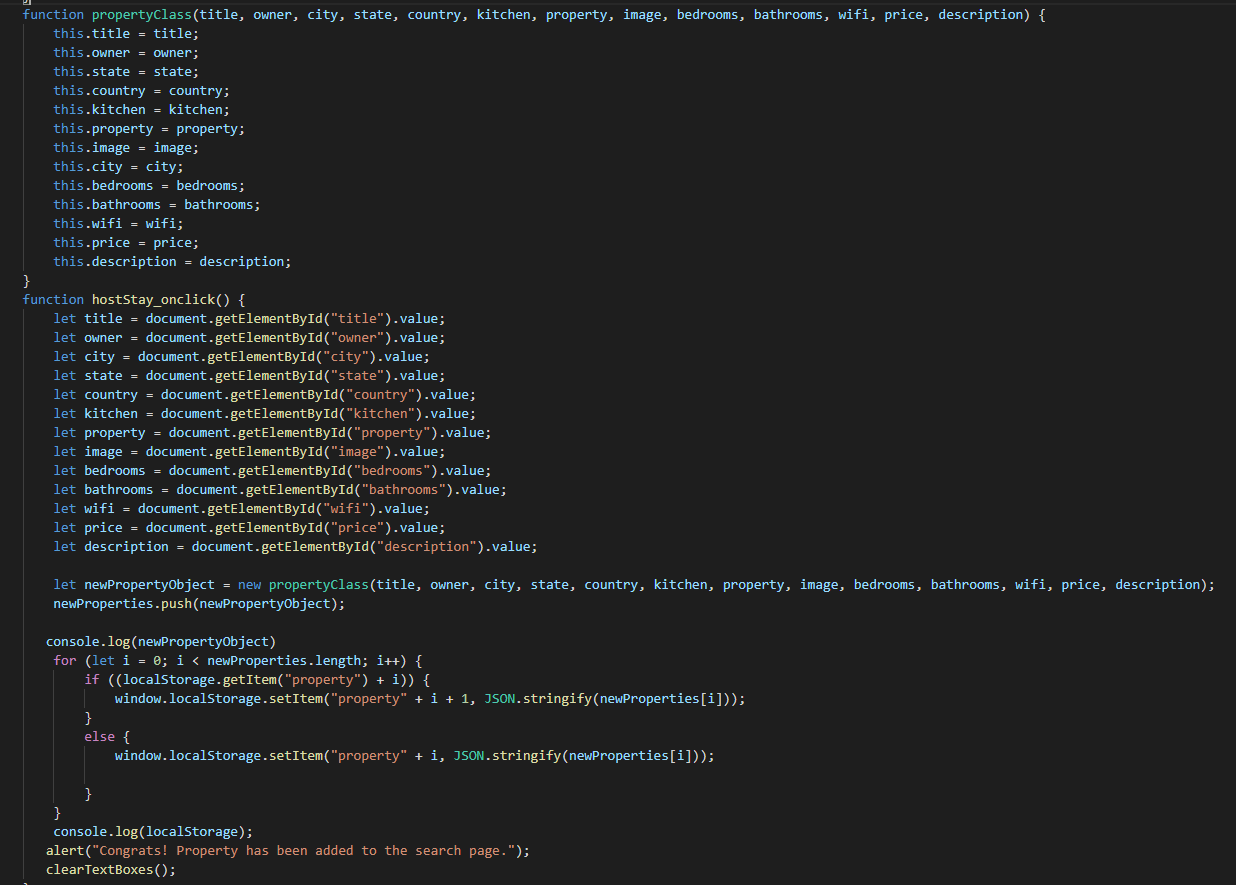 function propertyClass(title, owner, city, state, country, kitchen, property, image, bedrooms, bathrooms, wifi, price, description) {
    this.title = title;
    this.owner = owner;
    this.state = state;
    this.country = country;
    this.kitchen = kitchen;
    this.property = property;
    this.image = image;
    this.city = city;
    this.bedrooms = bedrooms;
    this.bathrooms = bathrooms;
    this.wifi = wifi;
    this.price = price;
    this.description = description;
}
function hostStay_onclick() {
    let title = document.getElementById("title").value;
    let owner = document.getElementById("owner").value;
    let city = document.getElementById("city").value;
    let state = document.getElementById("state").value;
    let country = document.getElementById("country").value;
    let kitchen = document.getElementById("kitchen").value;
    let property = document.getElementById("property").value;
    let image = document.getElementById("image").value;
    let bedrooms = document.getElementById("bedrooms").value;
    let bathrooms = document.getElementById("bathrooms").value;
    let wifi = document.getElementById("wifi").value;
    let price = document.getElementById("price").value;
    let description = document.getElementById("description").value;

    let newPropertyObject = new propertyClass(title, owner, city, state, country, kitchen, property, image, bedrooms, bathrooms, wifi, price, description);
    newProperties.push(newPropertyObject);

   console.log(newPropertyObject)
    for (let i = 0; i < newProperties.length; i++) {
        if ((localStorage.getItem("property") + i)) {
            window.localStorage.setItem("property" + i + 1, JSON.stringify(newProperties[i]));
        }
        else {
            window.localStorage.setItem("property" + i, JSON.stringify(newProperties[i]));

        }
    }
    console.log(localStorage);
   alert("Congrats! Property has been added to the search page.");
   clearTextBoxes();